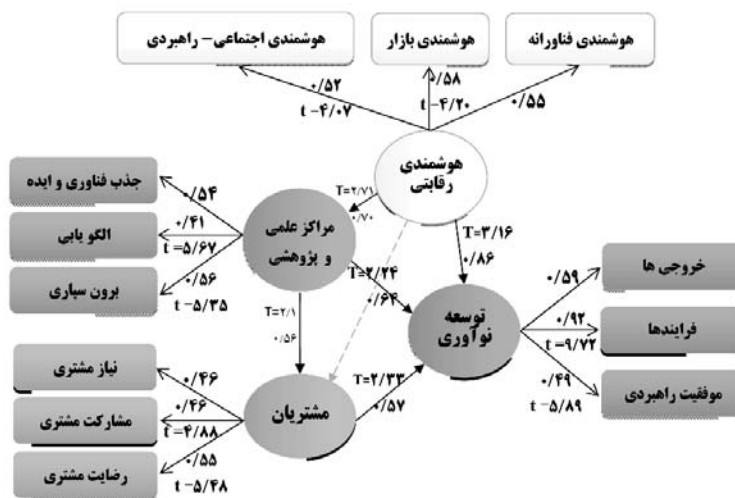 هوشمندی اجتماعی– راهبردی
هوشمندی بازار
هوشمندی فناورانه
۰/۵۲
t -۴/۰۷
۰/۵۸
t -۴/۲۰
۰/۵۵
هوشمندی
رقابتی
جذب فناوری و ایده
الگو یابی
برون سپاری
۰/۵۴
۰/۴۱
t =۵/۶۷
۰/۵۶
t -۵/۳۵
T=۲/۷۱
۰/۷۰
مراکز علمی
و پژوهشی
T=۳/۱۶
۰/۸۶
T=۲/۲۴
۰/۶۴
T=۲/۱
۰/۵۶
توسعه
نوآوری
خروجی ها
فرایندها
موفقیت راهبردی
۰/۵۹
۰/۹۲
t =۹/۷۲
۰/۴۹
t -۵/۸۹
نیاز مشتری
مشارکت مشتری
رضایت مشتری
۰/۴۶
۰/۴۶
t =۴/۸۸
۰/۵۵
t -۵/۴۸
مشتریان
T=۲/۳۳
۰/۵۷